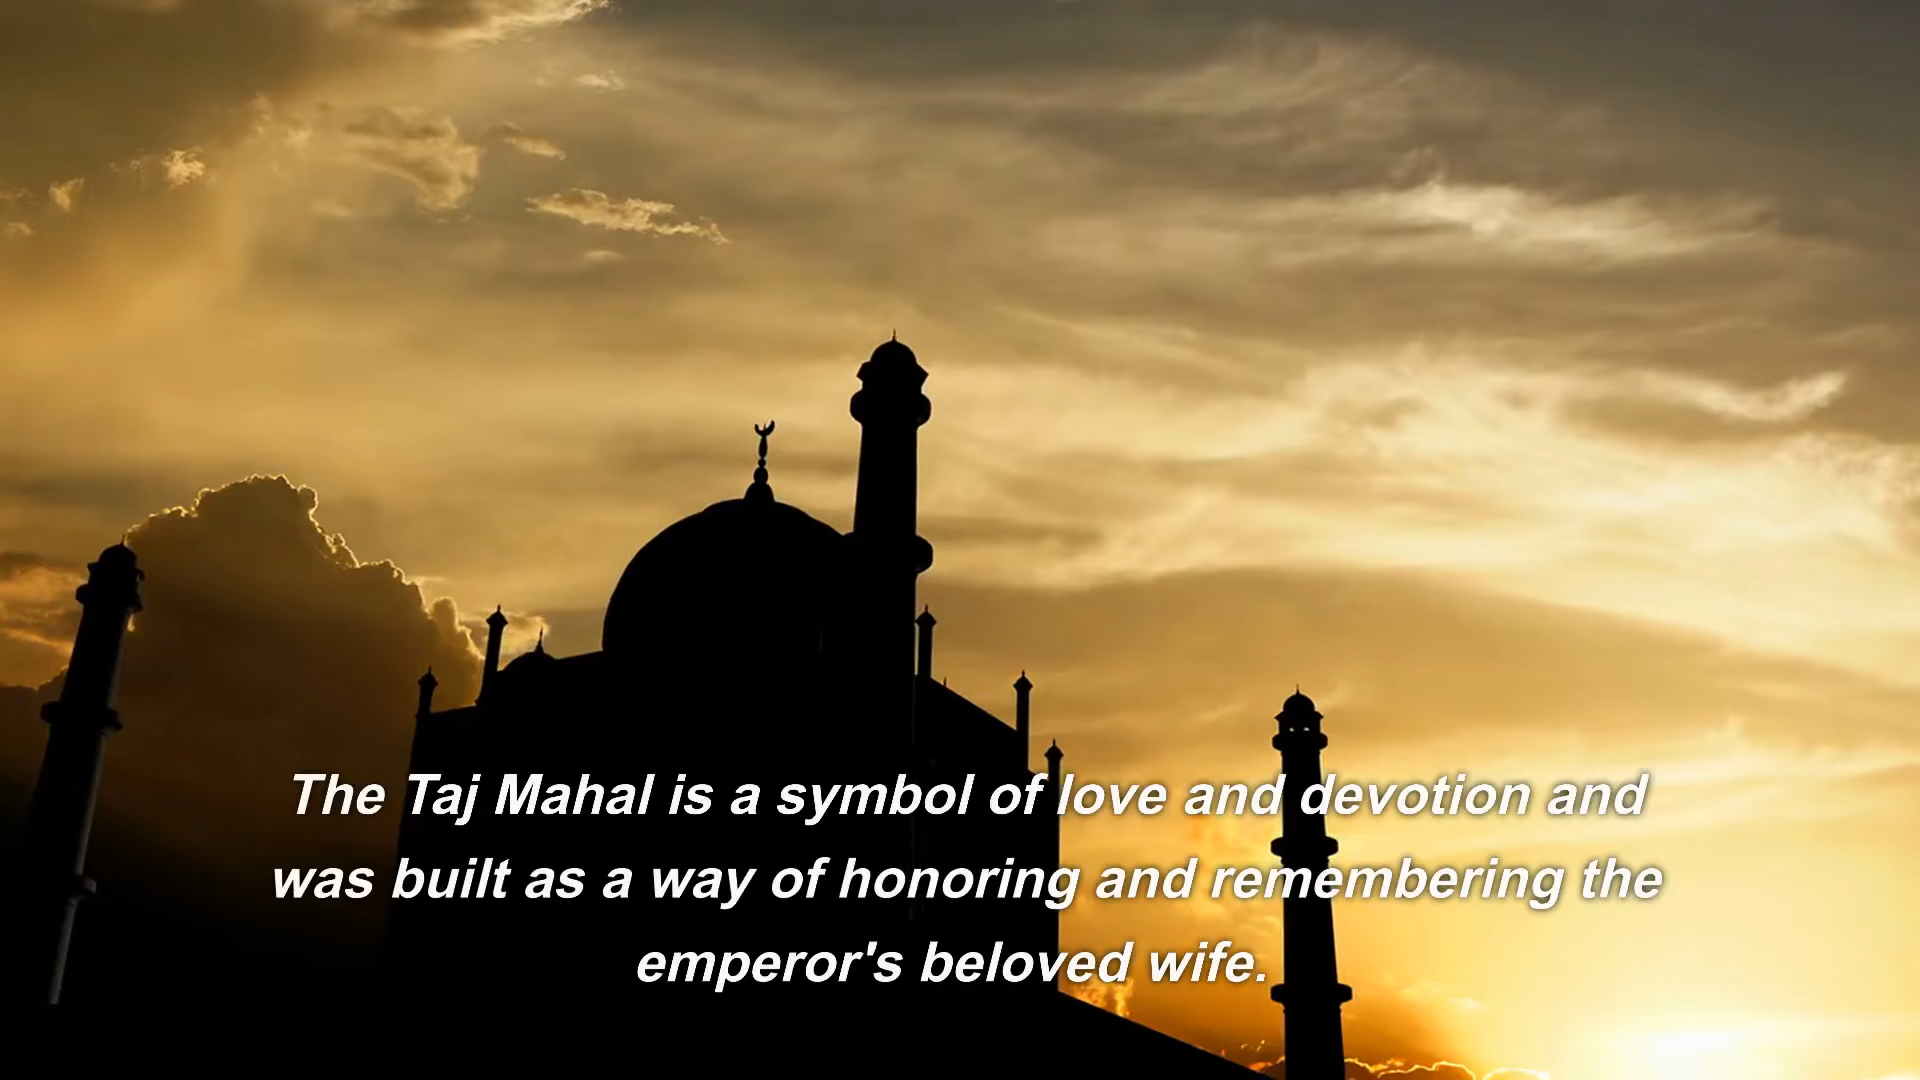 The Taj Mahal is a symbol of love and devotion and
was built as a way of honoring and remembering the
emperor's beloved wife.